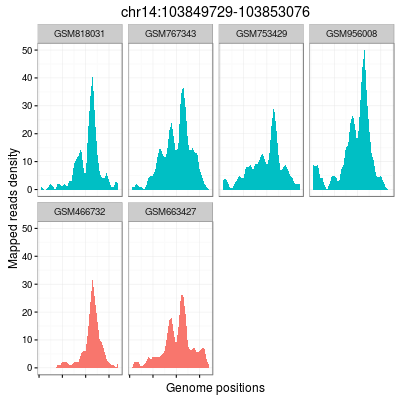 chr14:103849729-103853076
GSM818031 GSM767343 GSM753429 GSM956008
50
40
30
20
10
0
GSM466732 GSM663427
50
40
30
20
10
0
Mapped reads density
Genome positions